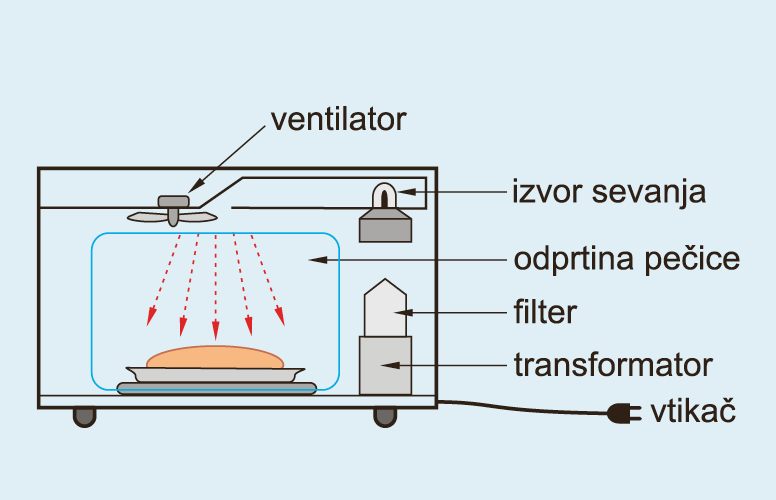 ventilator
izvor sevanja
odprtina pečice
filter
transformator
vtikač